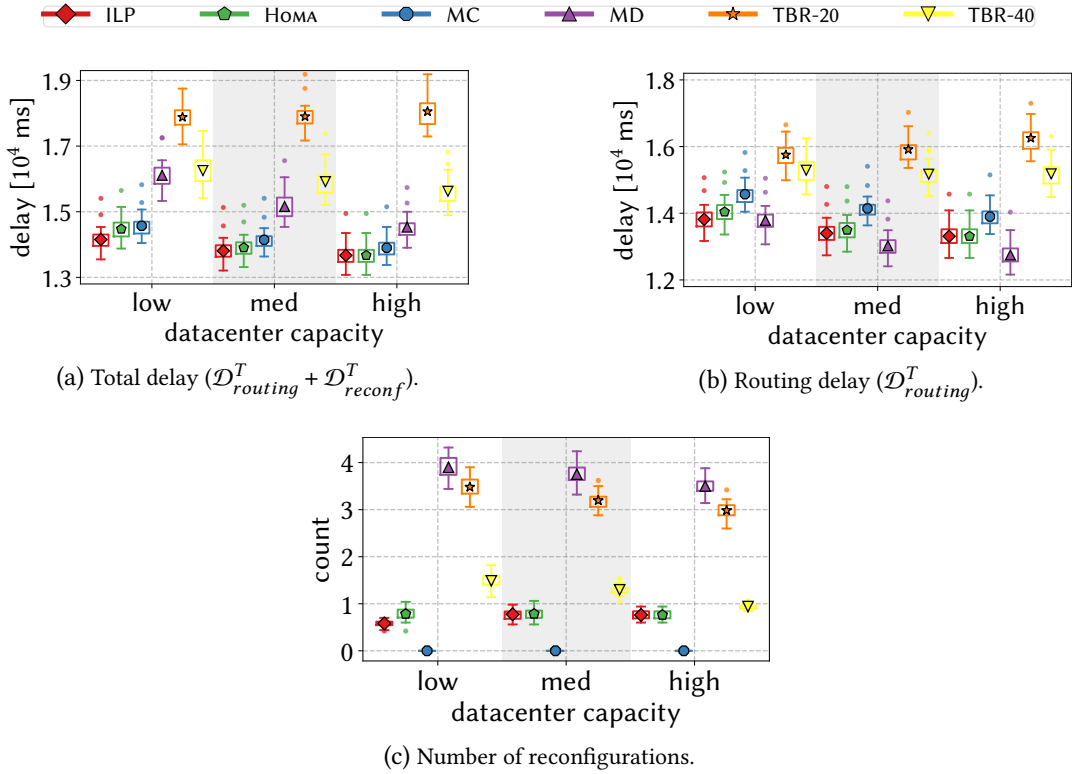 ILP HOMA MC MD TBR-20 TBR-40
1.9
1.7
1.5
1.3
delay [10⁴ ms]
low med high
datacenter capacity
(a) Total delay (𝒟ᵀ_routing + 𝒟ᵀ_reconf).
1.8
1.6
1.4
1.2
delay [10⁴ ms]
low med high
datacenter capacity
(b) Routing delay (𝒟ᵀ_routing).
4
3
2
1
0
count
low med high
datacenter capacity
(c) Number of reconfigurations.